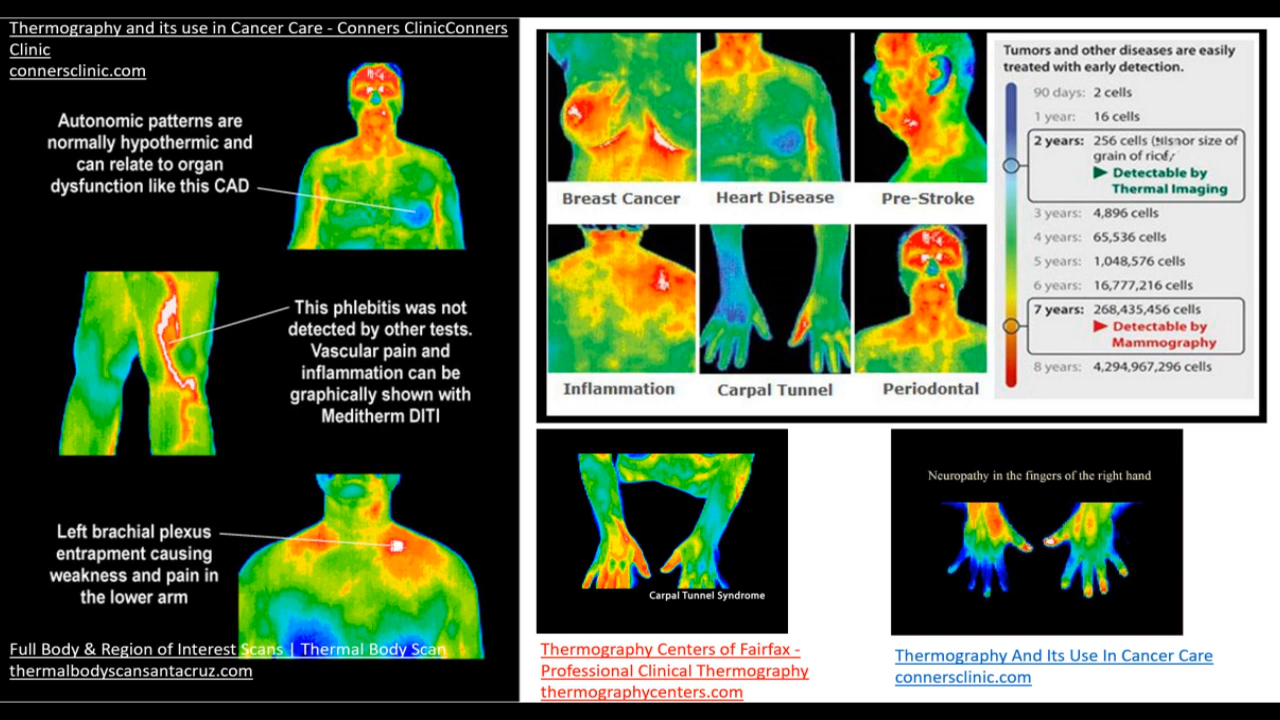 Thermography and its use in Cancer Care - Conners ClinicConners
Clinic
connersclinic.com
Autonomic patterns are
normally hypothermic and
can relate to organ
dysfunction like this CAD
This phlebitis was not
detected by other tests.
Vascular pain and
inflammation can be
graphically shown with
Meditherm DITI
Left brachial plexus
entrapment causing
weakness and pain in
the lower arm
Full Body & Region of Interest Scans | Thermal Body Scan
thermalbodyscansantacruz.com
Breast Cancer
Heart Disease
Pre-Stroke
Inflammation
Carpal Tunnel
Periodontal
Tumors and other diseases are easily
treated with early detection.
90 days: 2 cells
1 year: 16 cells
2 years: 256 cells size of
grain of
Detectable by
Thermal Imaging
3 years: 4,896 cells
4 years: 65,536 cells
5 years: 1,048,576 cells
6 years: 16,777,216 cells
7 years: 268,435,456 cells
Detectable by
Mammography
8 years: 4,294,967,296 cells
Carpal Tunnel Syndrome
Thermography Centers of Fairfax -
Professional Clinical Thermography
thermographycenters.com
Neuropathy in the fingers of the right hand
Thermography And Its Use In Cancer Care
connersclinic.com